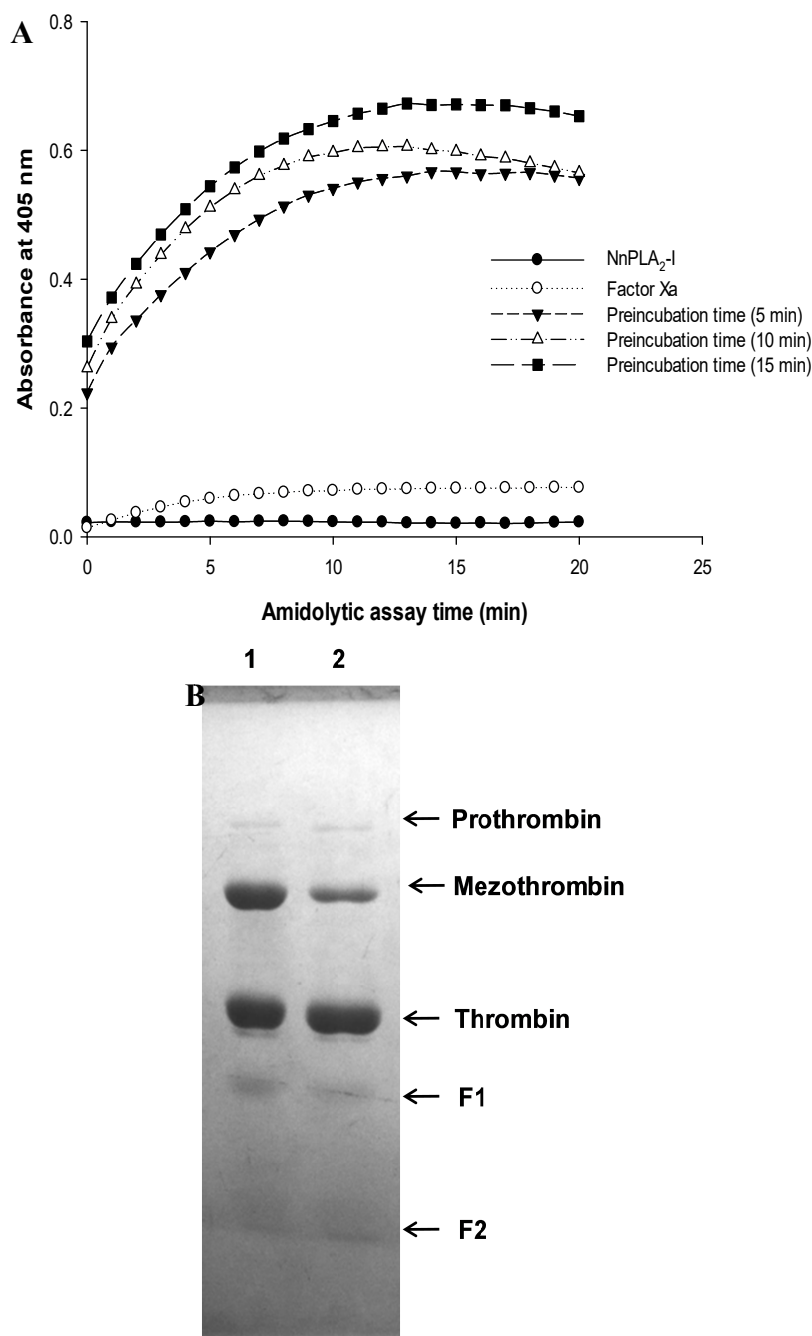 A
0.8
0.6
0.4
0.2
0.0
Absorbance at 405 nm
NnPLA2-I
Factor Xa
Preincubation time (5 min)
Preincubation time (10 min)
Preincubation time (15 min)
0 5 10 15 20 25
Amidolytic assay time (min)
1 2
B
Prothrombin
Mezothrombin
Thrombin
F1
F2